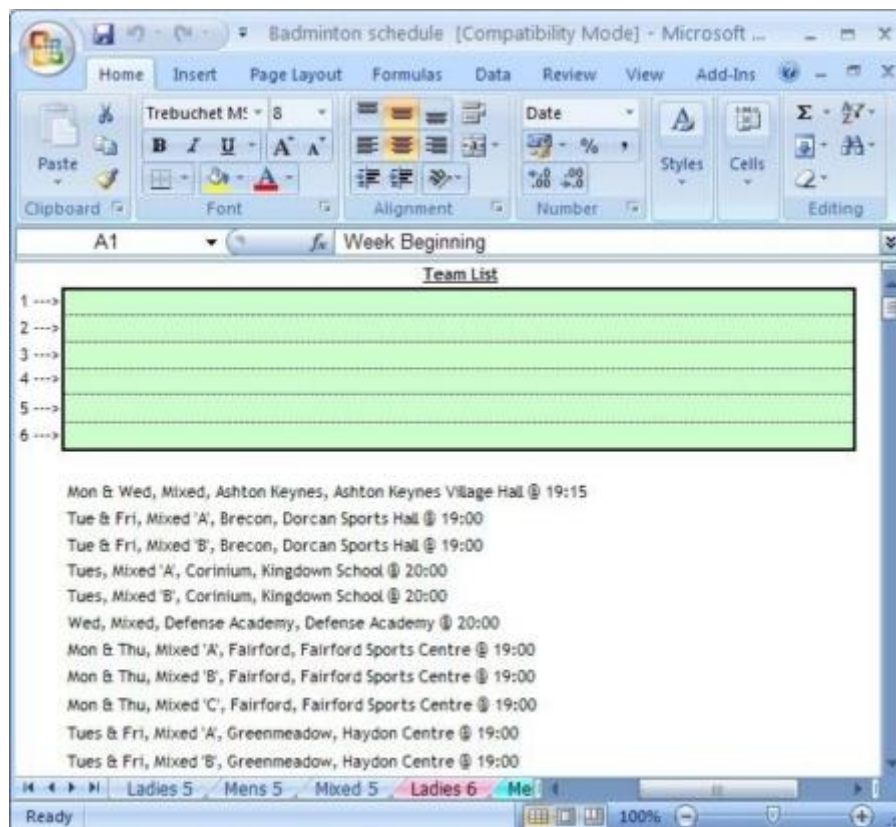 Badminton schedule [Compatibility Mode] - Microsoft ...
Home Insert Page Layout Formulas Data Review View Add-Ins
Trebuchet M! 8
Date
Paste
B I U A A
A
% ,
Styles
Cells
Σ
Clipboard Font Alignment Number Editing
A1 fx Week Beginning
Team List
1 --->
2 --->
3 --->
4 --->
5 --->
6 --->
Mon & Wed, Mixed, Ashton Keynes, Ashton Keynes Village Hall @ 19:15
Tue & Fri, Mixed 'A', Brecon, Dorcan Sports Hall @ 19:00
Tue & Fri, Mixed 'B', Brecon, Dorcan Sports Hall @ 19:00
Tues, Mixed 'A', Corinium, Kingdown School @ 20:00
Tues, Mixed 'B', Corinium, Kingdown School @ 20:00
Wed, Mixed, Defense Academy, Defense Academy @ 20:00
Mon & Thu, Mixed 'A', Fairford, Fairford Sports Centre @ 19:00
Mon & Thu, Mixed 'B', Fairford, Fairford Sports Centre @ 19:00
Mon & Thu, Mixed 'C', Fairford, Fairford Sports Centre @ 19:00
Tues & Fri, Mixed 'A', Greenmeadow, Haydon Centre @ 19:00
Tues & Fri, Mixed 'B', Greenmeadow, Haydon Centre @ 19:00
Ladies 5 Mens 5 Mixed 5 Ladies 6 Me
Ready 100%